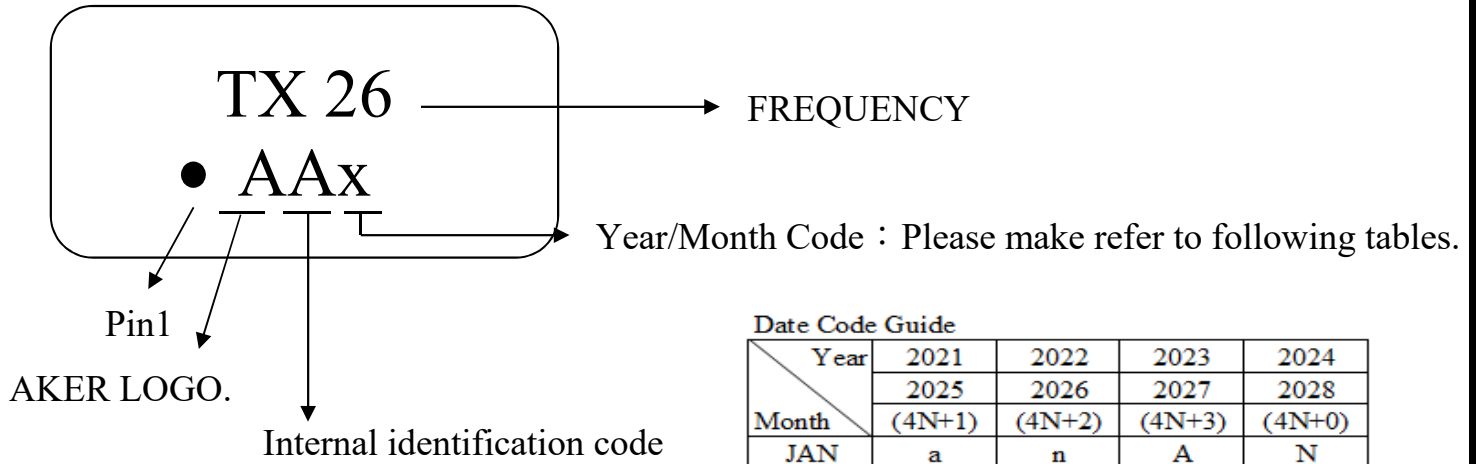 TX 26
FREQUENCY
● AAx
Year/Month Code：Please make refer to following tables.
Pin1
AKER LOGO.
Internal identification code
Date Code Guide
Year 2021 2022 2023 2024
2025 2026 2027 2028
Month (4N+1) (4N+2) (4N+3) (4N+0)
JAN a n A N